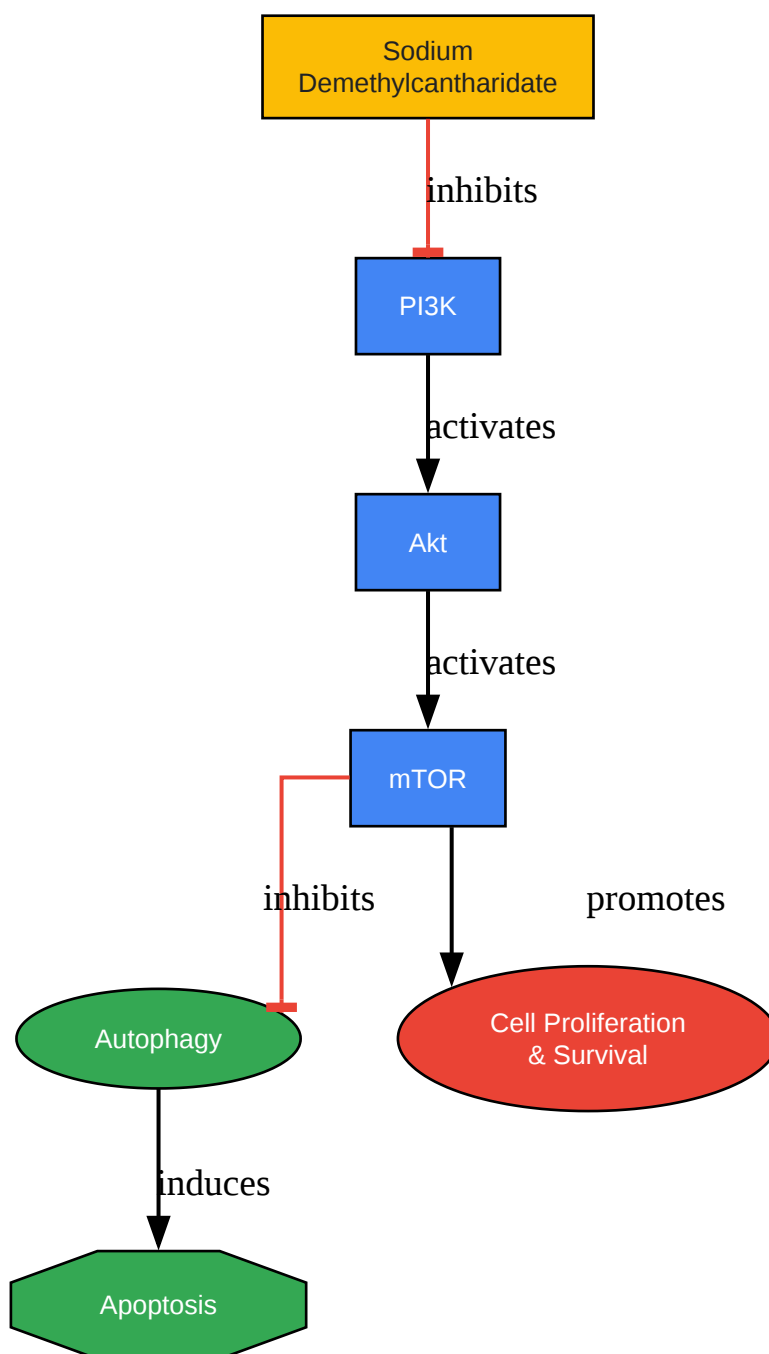 Sodium
Demethylcantharidate
inhibits
PI3K
activates
Akt
activates
mTOR
inhibits
promotes
Autophagy
Cell Proliferation
& Survival
induces
Apoptosis